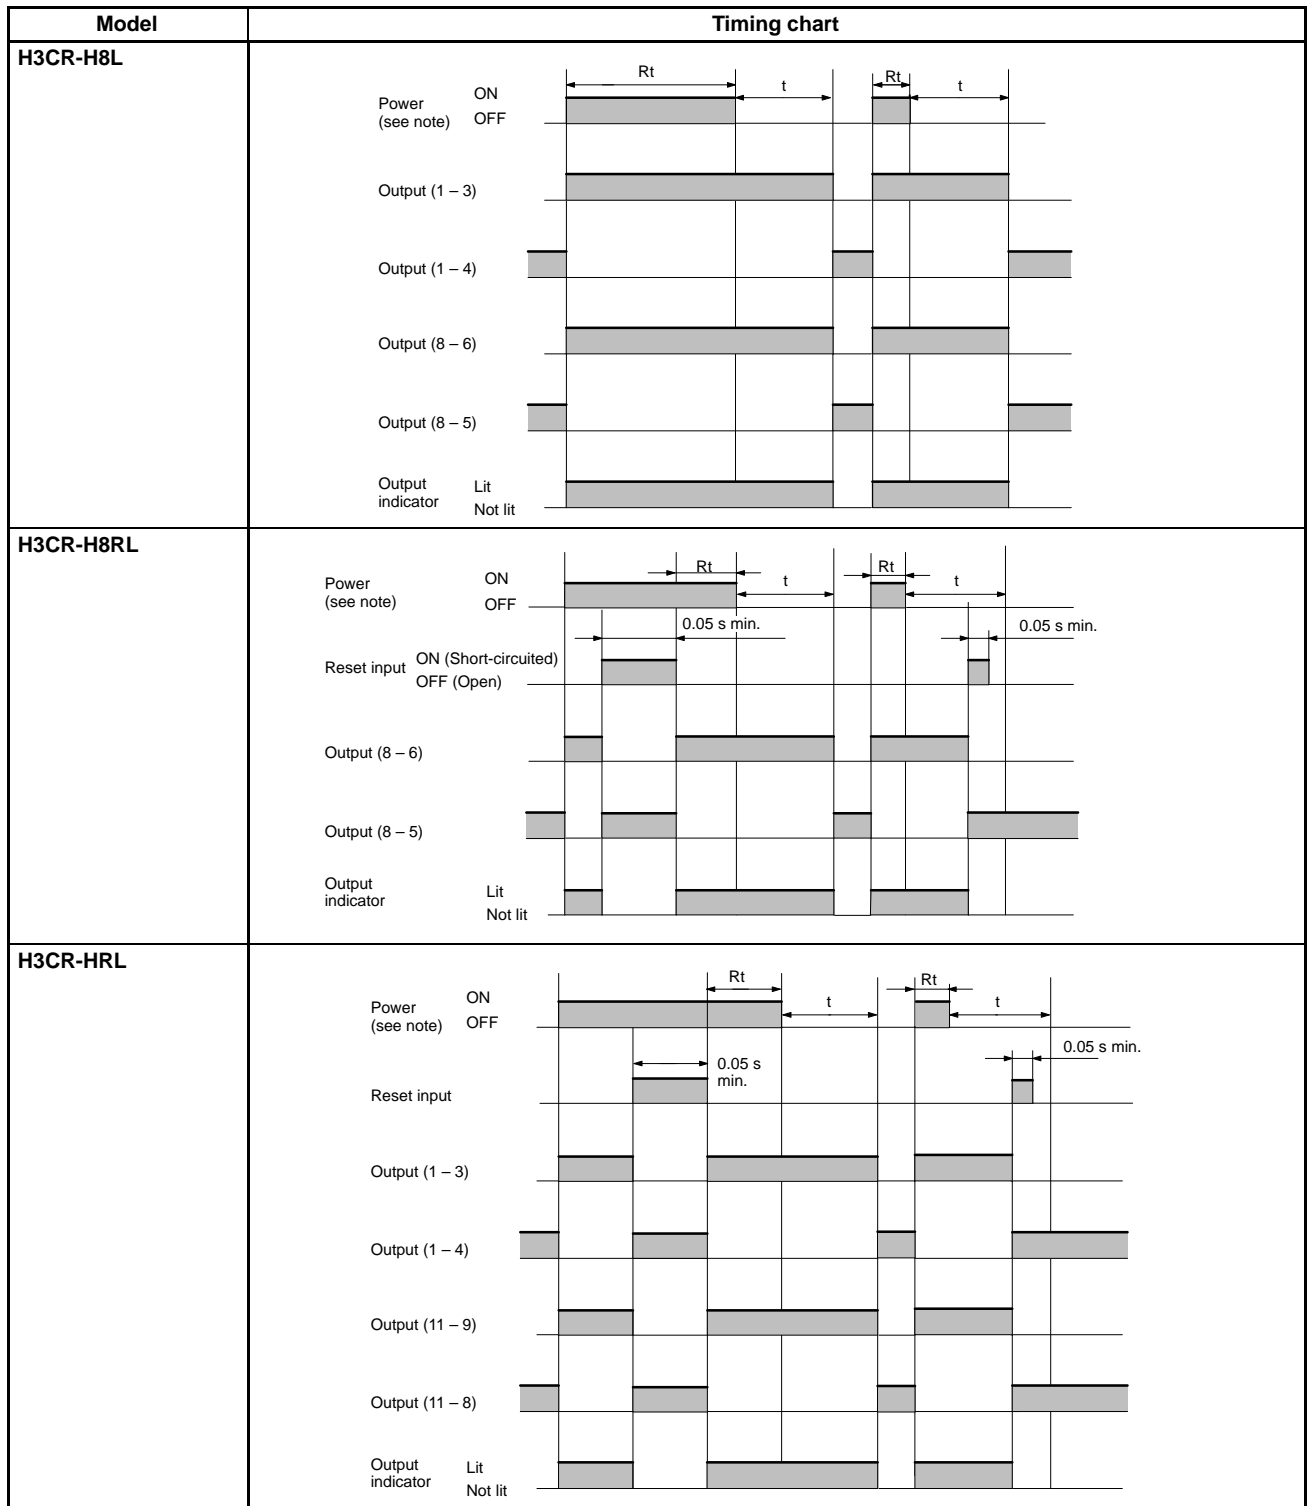 Model
Timing chart
H3CR-H8L
Rt
t
Rt
t
Power
(see note)
ON
OFF
Output (1 – 3)
Output (1 – 4)
Output (8 – 6)
Output (8 – 5)
Output
indicator
Lit
Not lit
H3CR-H8RL
Rt
t
Rt
t
Power
(see note)
ON
OFF
0.05 s min.
0.05 s min.
Reset input
ON (Short-circuited)
OFF (Open)
Output (8 – 6)
Output (8 – 5)
Output
indicator
Lit
Not lit
H3CR-HRL
Rt
t
Rt
t
Power
(see note)
ON
OFF
0.05 s
min.
0.05 s min.
Reset input
Output (1 – 3)
Output (1 – 4)
Output (11 – 9)
Output (11 – 8)
Output
indicator
Lit
Not lit